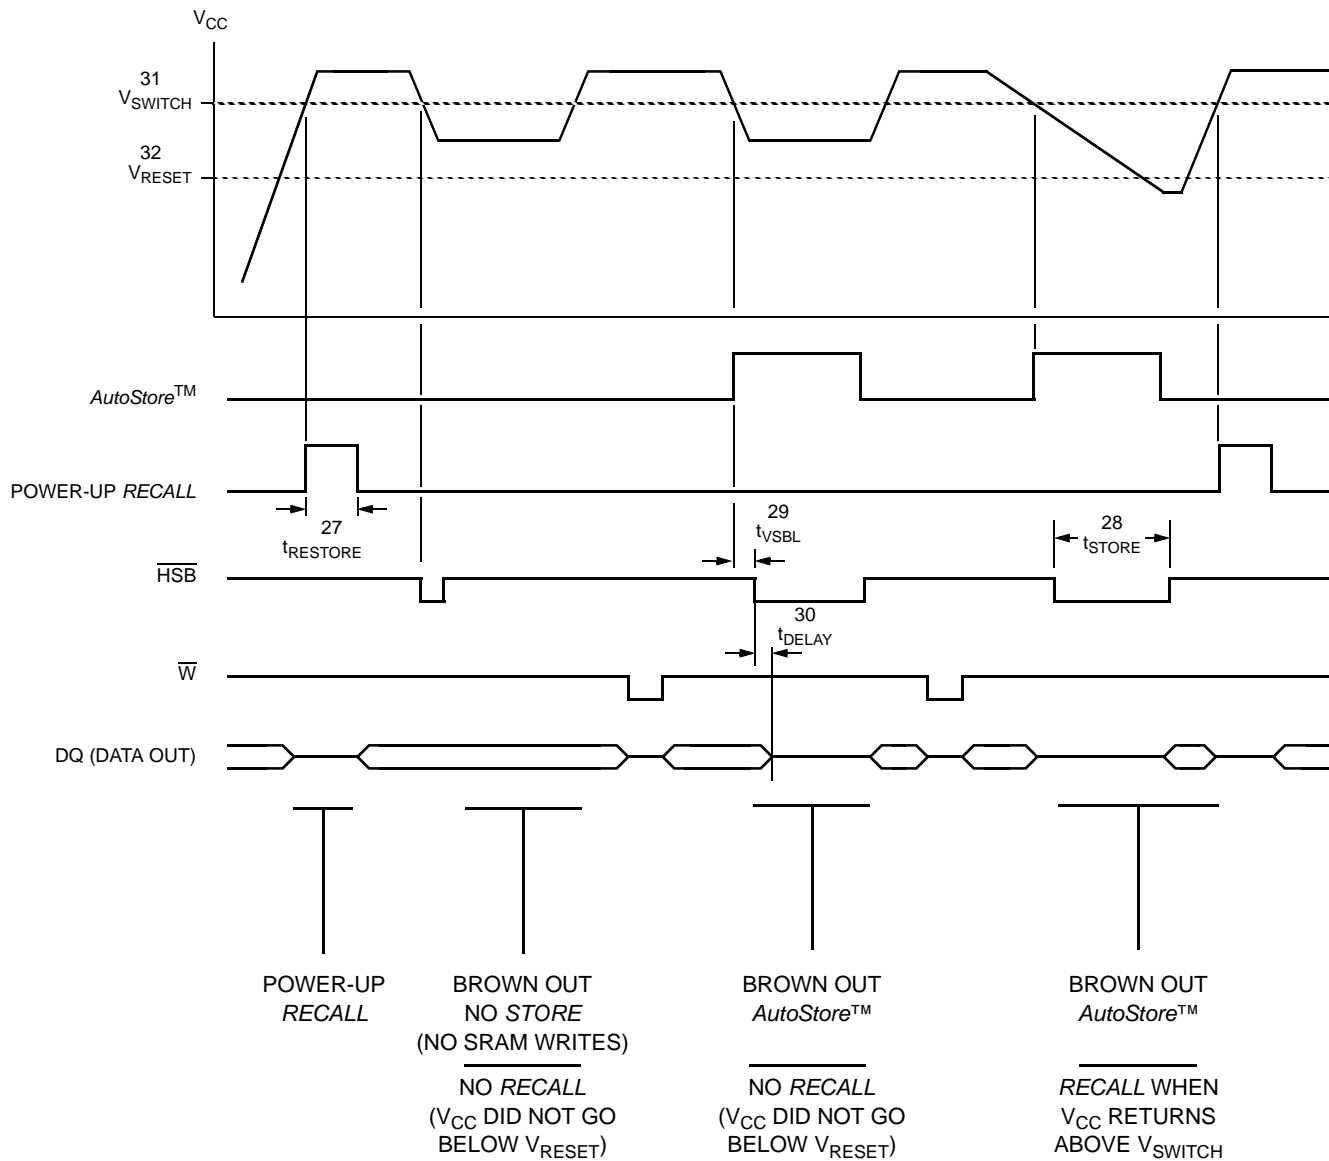 VCC
31
VSWITCH
32
VRESET
AutoStore™
POWER-UP RECALL
27
tRESTORE
29
tVSBL
28
tSTORE
HSB
30
tDELAY
W
DQ (DATA OUT)
POWER-UP
RECALL
BROWN OUT
NO STORE
(NO SRAM WRITES)
NO RECALL
(VCC DID NOT GO
BELOW VRESET)
BROWN OUT
AutoStore™
NO RECALL
(VCC DID NOT GO
BELOW VRESET)
BROWN OUT
AutoStore™
RECALL WHEN
VCC RETURNS
ABOVE VSWITCH